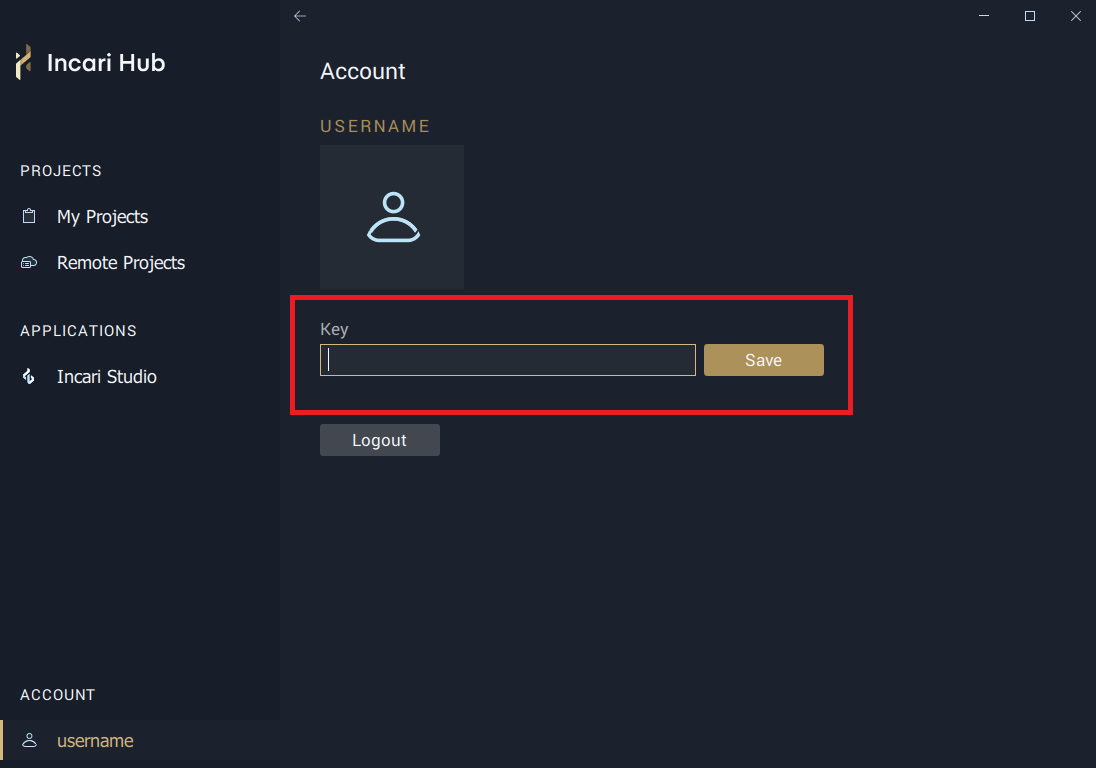 Incari Hub
PROJECTS
My Projects
Remote Projects
APPLICATIONS
Incari Studio
ACCOUNT
username
Account
USERNAME
Key
Save
Logout